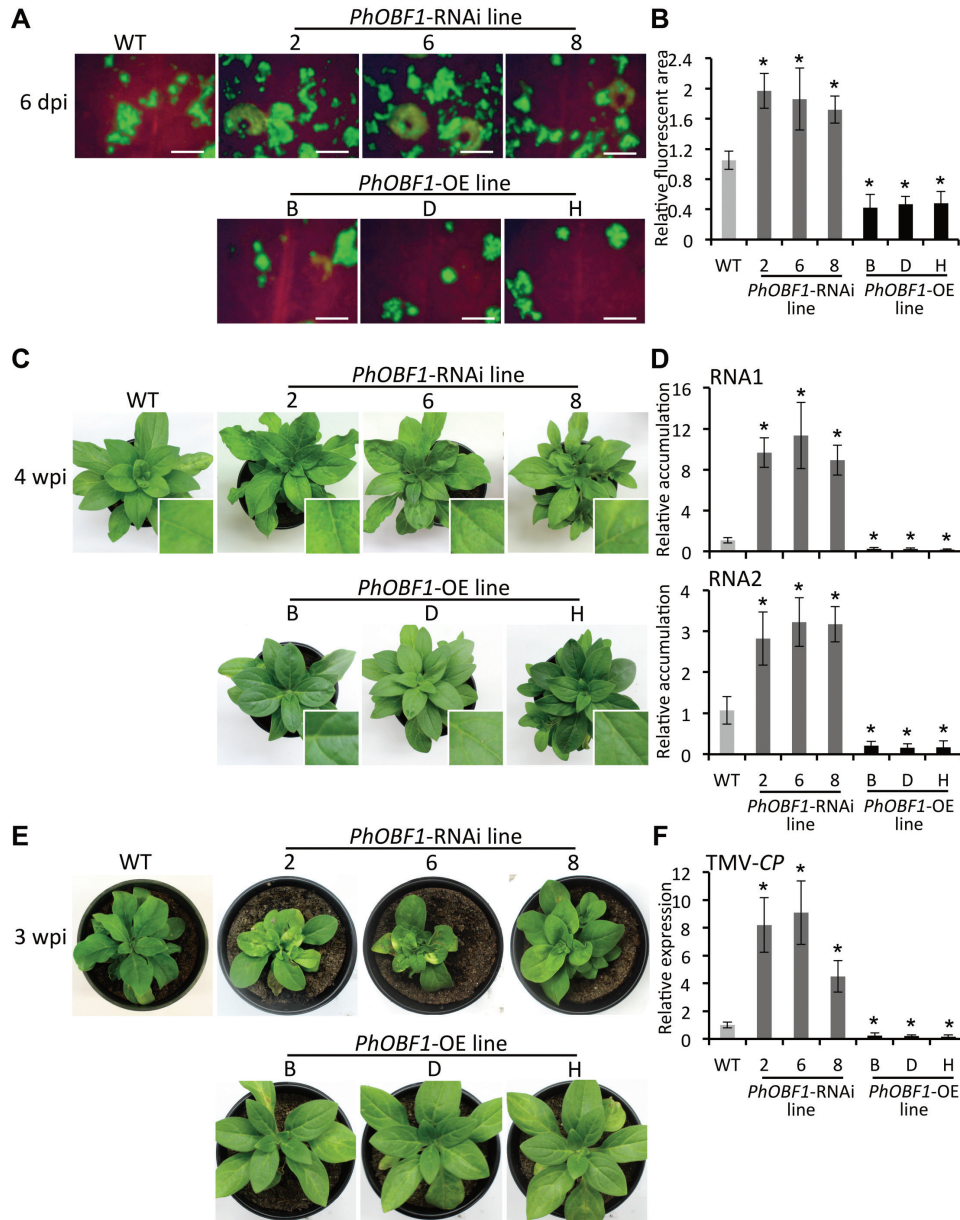 A
PhOBF1-RNAi line
WT
2 6 8
6 dpi
PhOBF1-OE line
B D H
B
Relative fluorescent area
2.4
2
1.6
1.2
0.8
0.4
0
* * * * * *
WT 2 6 8 B D H
PhOBF1-RNAi PhOBF1-OE
line line
C
PhOBF1-RNAi line
WT 2 6 8
4 wpi
PhOBF1-OE line
B D H
D
RNA1
Relative accumulation
16
12
8
4
0
* * * * * *
RNA2
Relative accumulation
4
3
2
1
0
* * * * * *
WT 2 6 8 B D H
PhOBF1-RNAi PhOBF1-OE
line line
E
PhOBF1-RNAi line
WT 2 6 8
3 wpi
PhOBF1-OE line
B D H
F
TMV-CP
Relative expression
12
10
8
6
4
2
0
* * * * * *
WT 2 6 8 B D H
PhOBF1-RNAi PhOBF1-OE
line line